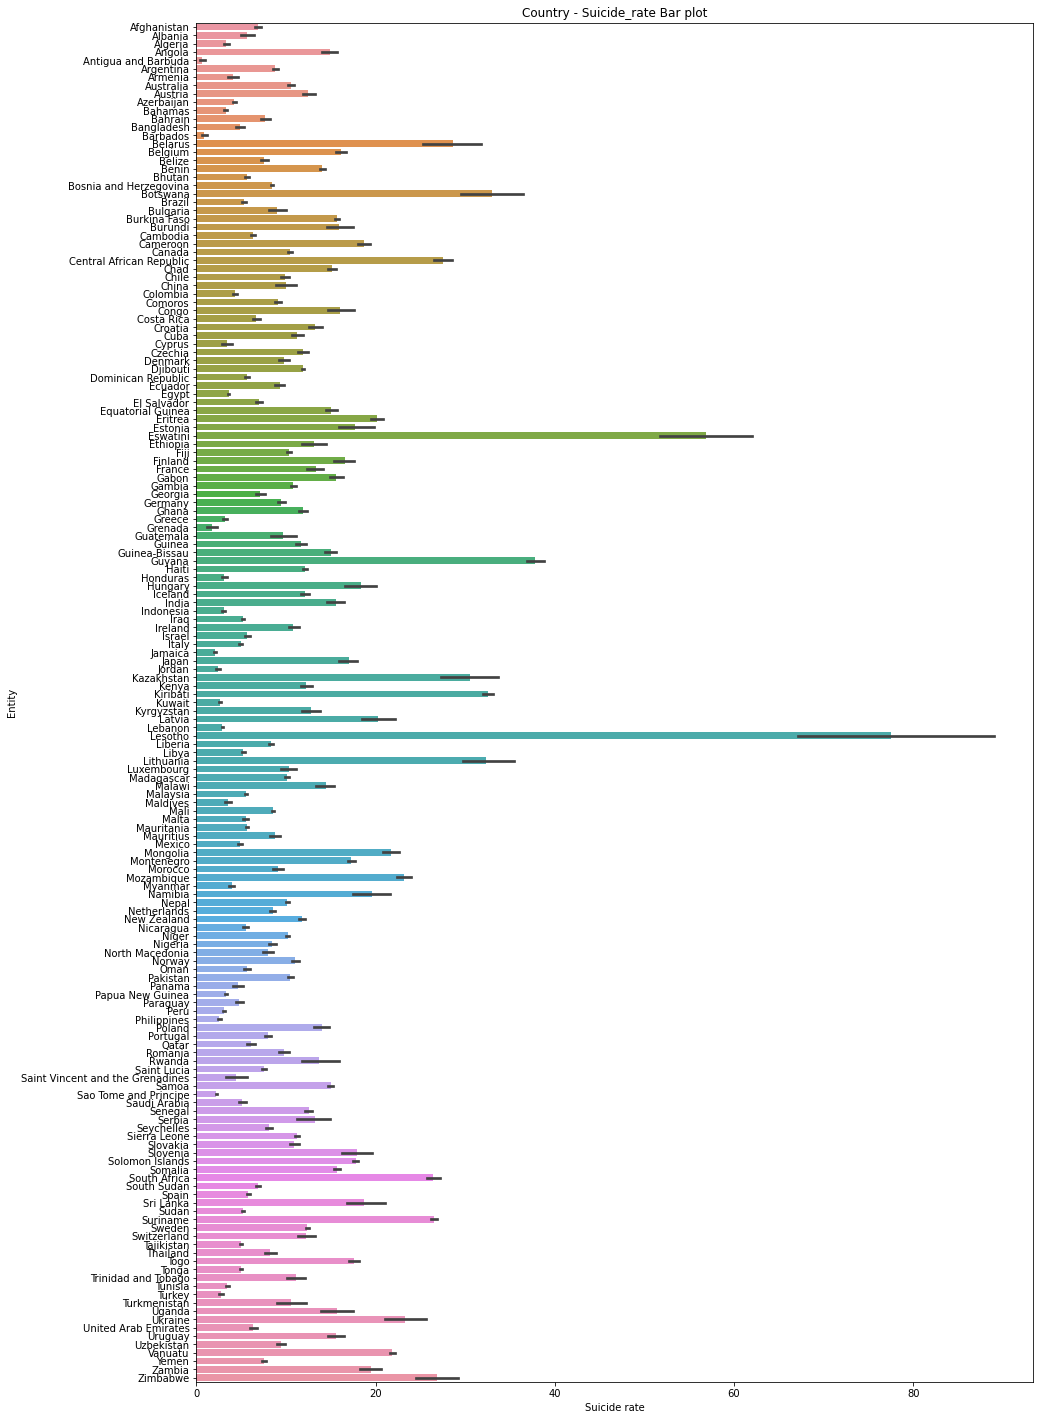 Country - Suicide_rate Bar plot
Afghanistan
Albania
Algeria
Angola
Antigua and Barbuda
Argentina
Armenia
Australia
Austria
Azerbaijan
Bahamas
Bahrain
Bangladesh
Barbados
Belarus
Belgium
Belize
Benin
Bhutan
Bosnia and Herzegovina
Botswana
Brazil
Bulgaria
Burkina Faso
Burundi
Cambodia
Cameroon
Canada
Central African Republic
Chad
Chile
China
Colombia
Comoros
Congo
Costa Rica
Croatia
Cuba
Cyprus
Czechia
Denmark
Djibouti
Dominican Republic
Ecuador
Egypt
El Salvador
Equatorial Guinea
Eritrea
Estonia
Eswatini
Ethiopia
Fiji
Finland
France
Gabon
Gambia
Georgia
Germany
Ghana
Greece
Grenada
Guatemala
Guinea
Guinea-Bissau
Guyana
Haiti
Honduras
Hungary
Iceland
India
Indonesia
Iraq
Ireland
Israel
Italy
Jamaica
Japan
Jordan
Kazakhstan
Kenya
Kiribati
Kuwait
Kyrgyzstan
Latvia
Lebanon
Lesotho
Liberia
Libya
Lithuania
Luxembourg
Madagascar
Malawi
Malaysia
Maldives
Mali
Malta
Mauritania
Mauritius
Mexico
Mongolia
Montenegro
Morocco
Mozambique
Myanmar
Namibia
Nepal
Netherlands
New Zealand
Nicaragua
Niger
Nigeria
North Macedonia
Norway
Oman
Pakistan
Panama
Papua New Guinea
Paraguay
Peru
Philippines
Poland
Portugal
Qatar
Romania
Rwanda
Saint Lucia
Saint Vincent and the Grenadines
Samoa
Sao Tome and Principe
Saudi Arabia
Senegal
Serbia
Seychelles
Sierra Leone
Slovakia
Slovenia
Solomon Islands
Somalia
South Africa
South Sudan
Spain
Sri Lanka
Sudan
Suriname
Sweden
Switzerland
Tajikistan
Thailand
Togo
Tonga
Trinidad and Tobago
Tunisia
Turkey
Turkmenistan
Uganda
Ukraine
United Arab Emirates
Uruguay
Uzbekistan
Vanuatu
Yemen
Zambia
Zimbabwe
Entity
0 20 40 60 80
Suicide rate